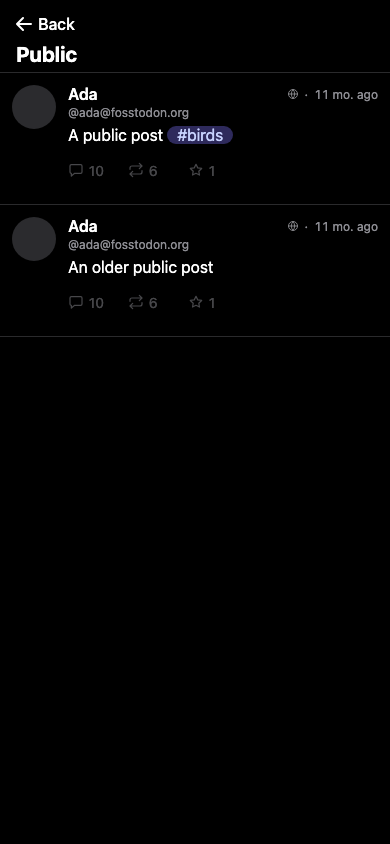 Back
Public
Ada
· 11 mo. ago
@ada@fosstodon.org
A public post #birds
10 6 1
Ada
· 11 mo. ago
@ada@fosstodon.org
An older public post
10 6 1